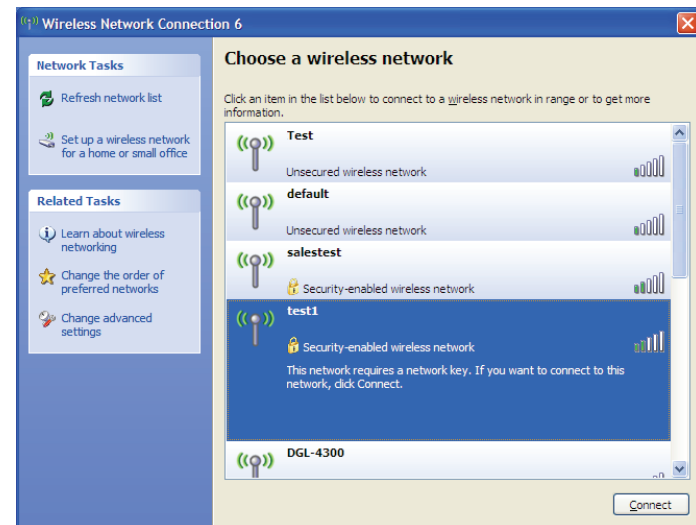 Wireless Network Connection 6
Network Tasks
Refresh network list
Set up a wireless network
for a home or small office
Related Tasks
Learn about wireless
networking
Change the order of
preferred networks
Change advanced
settings
Choose a wireless network
Click an item in the list below to connect to a wireless network in range or to get more
information.
Test
Unsecured wireless network
default
Unsecured wireless network
salestest
Security-enabled wireless network
test1
Security-enabled wireless network
This network requires a network key. If you want to connect to this
network, click Connect.
DGL-4300
Connect